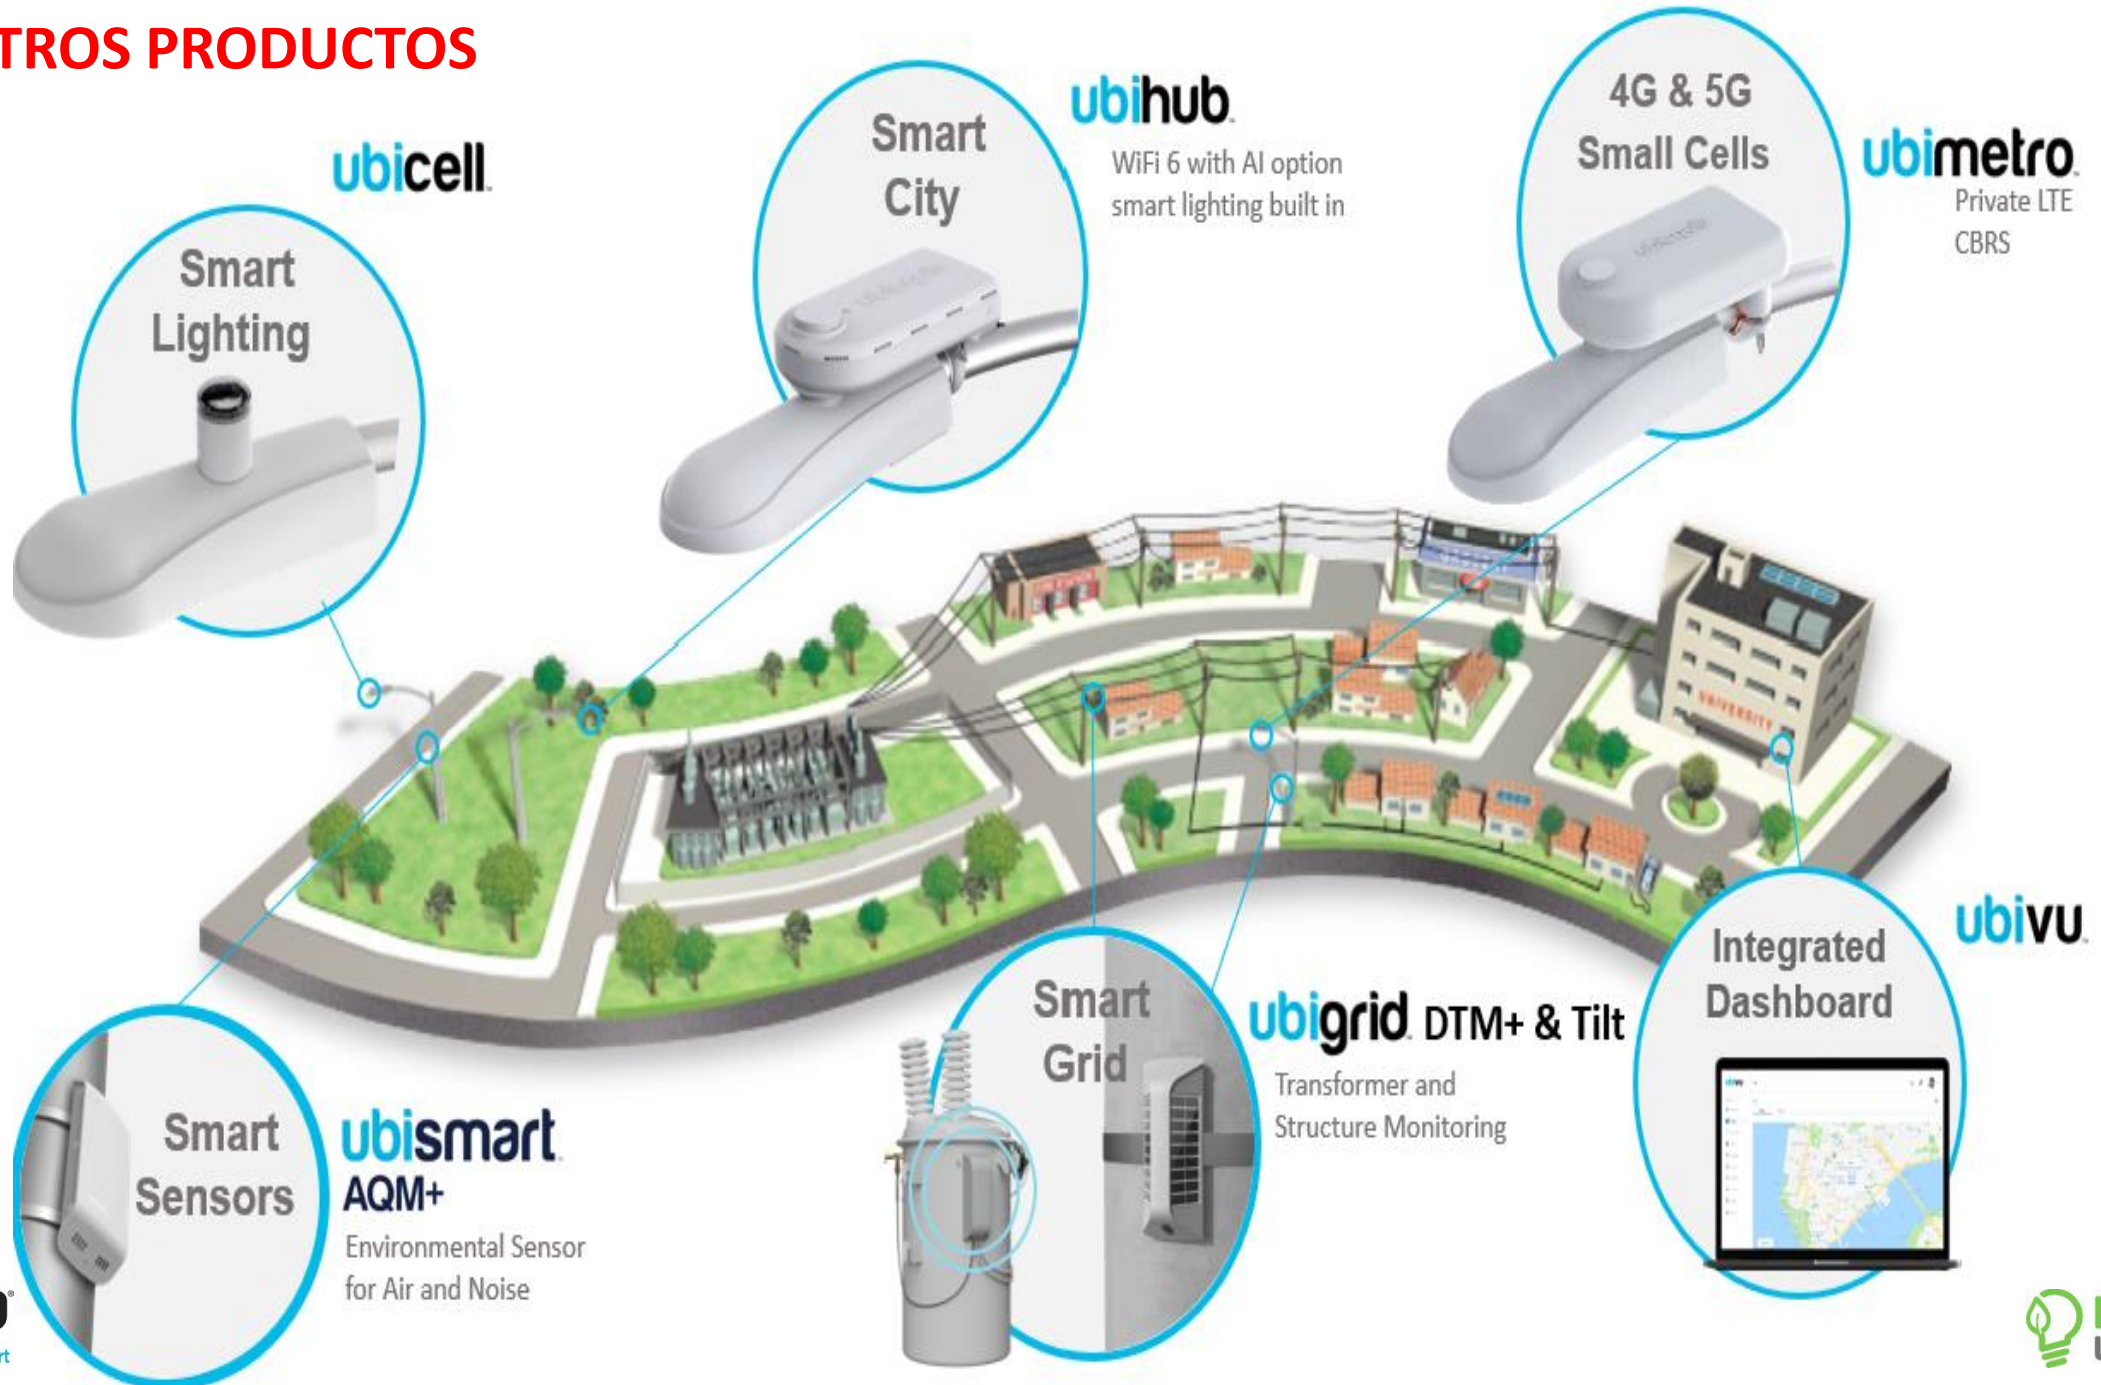 TROS PRODUCTOS
ubicell.
Smart
Lighting
Smart
City
ubihub.
WiFi 6 with AI option
smart lighting built in
4G & 5G
Small Cells
ubimetro.
Private LTE
CBRS
UNIVERSITY
Smart
Sensors
ubismart.
AQM+
Environmental Sensor
for Air and Noise
Smart
Grid
ubigrid. DTM+ & Tilt
Transformer and
Structure Monitoring
Integrated
Dashboard
ubivu.
rt